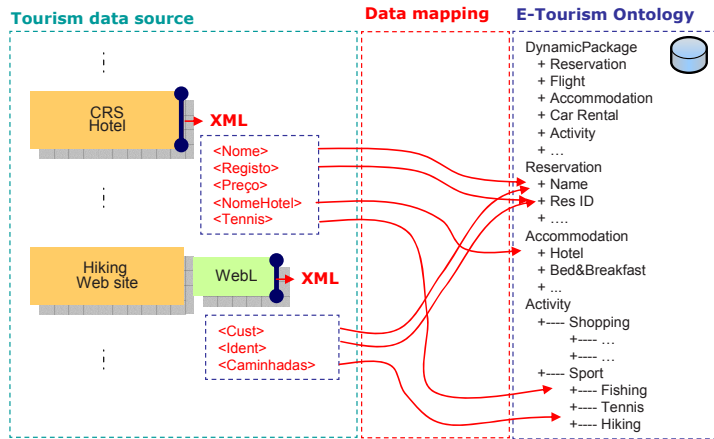 Tourism data source
Data mapping
E-Tourism Ontology
CRS
Hotel
XML
<Nome>
<Registo>
<Preço>
<NomeHotel>
<Tennis>
Hiking
Web site
WebL
XML
<Cust>
<Ident>
<Caminhadas>
DynamicPackage
+ Reservation
+ Flight
+ Accommodation
+ Car Rental
+ Activity
+ ...
Reservation
+ Name
+ Res ID
+ ....
Accommodation
+ Hotel
+ Bed&Breakfast
+ ...
Activity
+---- Shopping
+---- ...
+---- ...
+---- Sport
+---- Fishing
+---- Tennis
+---- Hiking